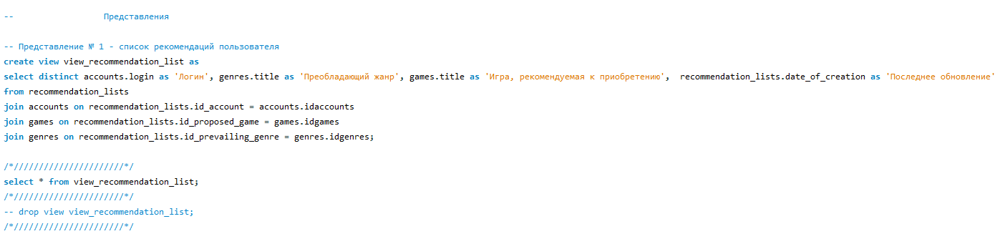 -- Представления
-- Представление № 1 - список рекомендаций пользователя
create view view_recommendation_list as
select distinct accounts.login as 'Логин', genres.title as 'Преобладающий жанр', games.title as 'Игра, рекомендуемая к приобретению',  recommendation_lists.date_of_creation as 'Последнее обновление'
from recommendation_lists
join accounts on recommendation_lists.id_account = accounts.idaccounts
join games on recommendation_lists.id_proposed_game = games.idgames
join genres on recommendation_lists.id_prevailing_genre = genres.idgenres;
/*//////////////////////*/
select * from view_recommendation_list;
/*//////////////////////*/
-- drop view view_recommendation_list;
/*//////////////////////*/